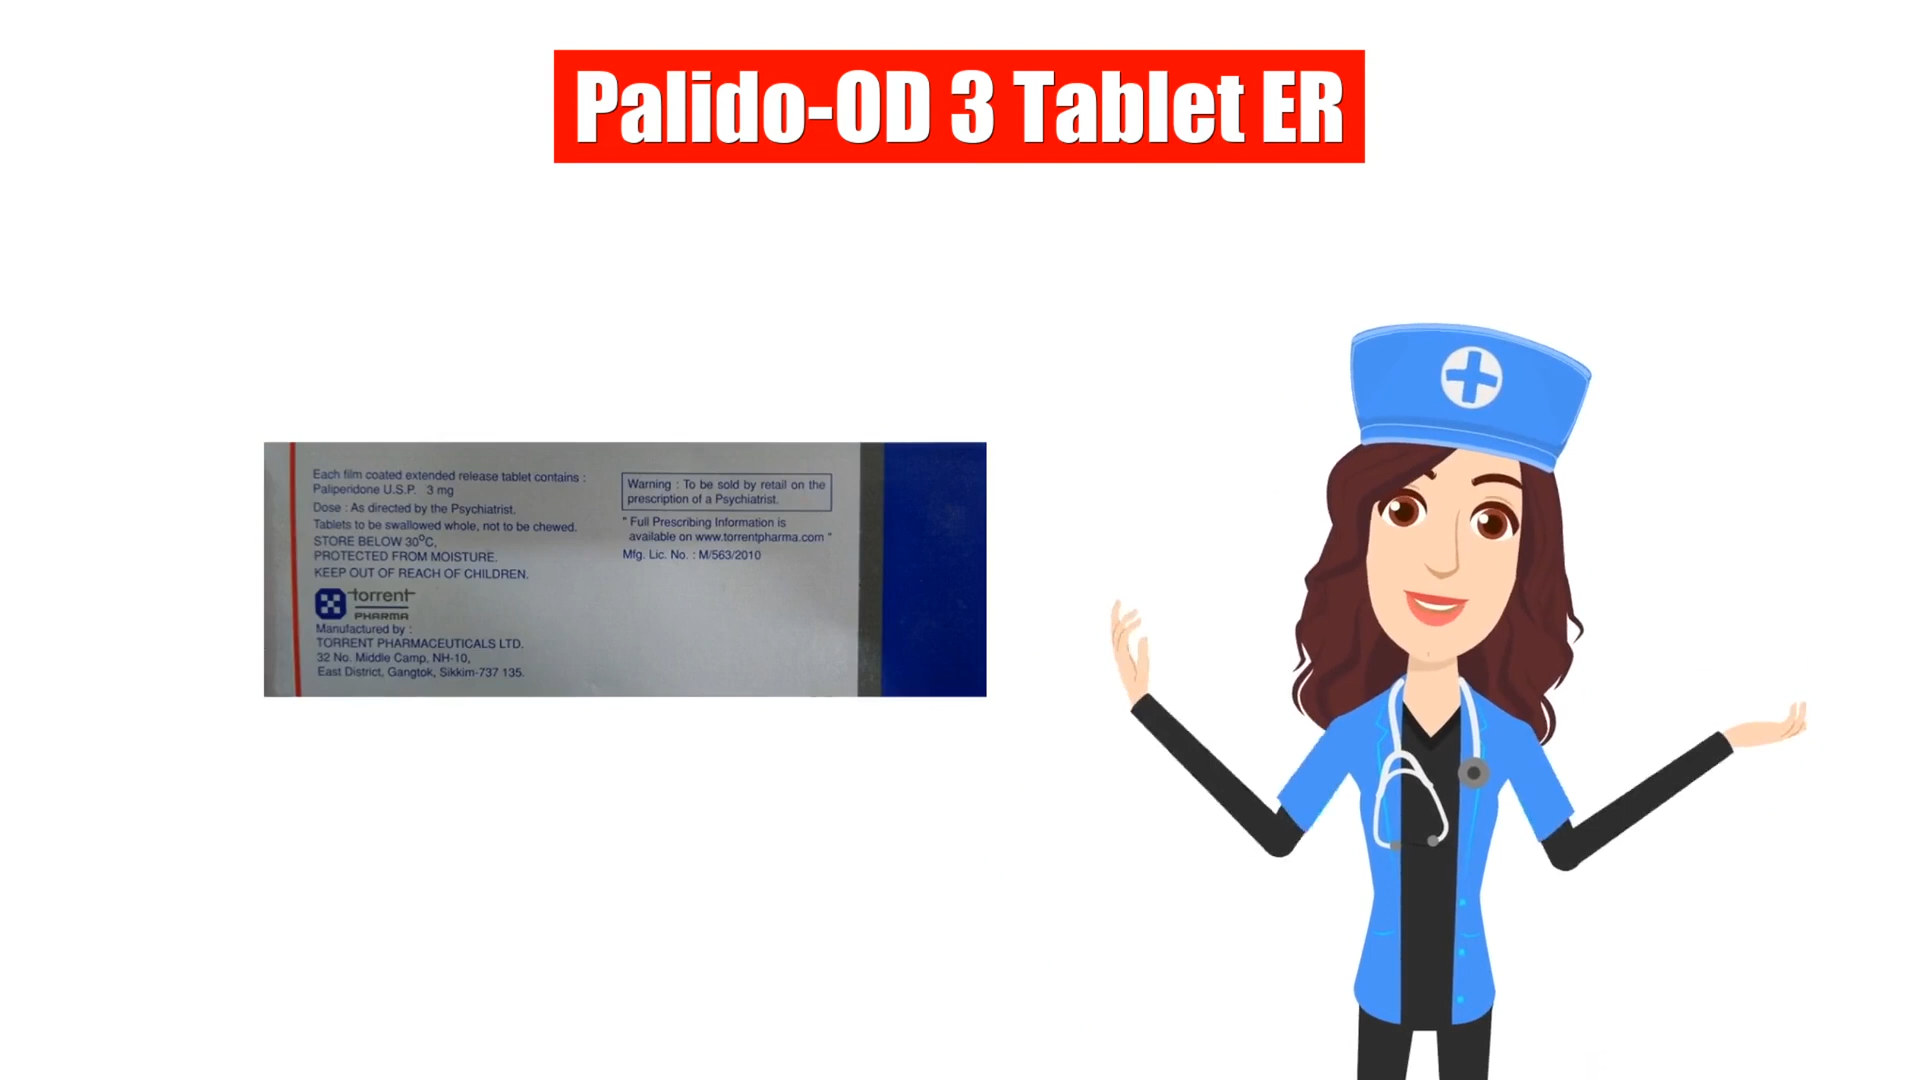 Palido-OD 3 Tablet ER
Each film coated extended release tablet contains :
Paliperidone U.S.P. 3 mg
Dose : As directed by the Psychiatrist.
Tablets to be swallowed whole, not to be chewed.
STORE BELOW 30°C,
PROTECTED FROM MOISTURE.
KEEP OUT OF REACH OF CHILDREN.
torrent
PHARMA
Manufactured by :
TORRENT PHARMACEUTICALS LTD.
32 No. Middle Camp, NH-10,
East District, Gangtok, Sikkim-737 135.
Warning : To be sold by retail on the
prescription of a Psychiatrist.
" Full Prescribing Information is
available on www.torrentpharma.com "
Mfg. Lic. No. : M/563/2010